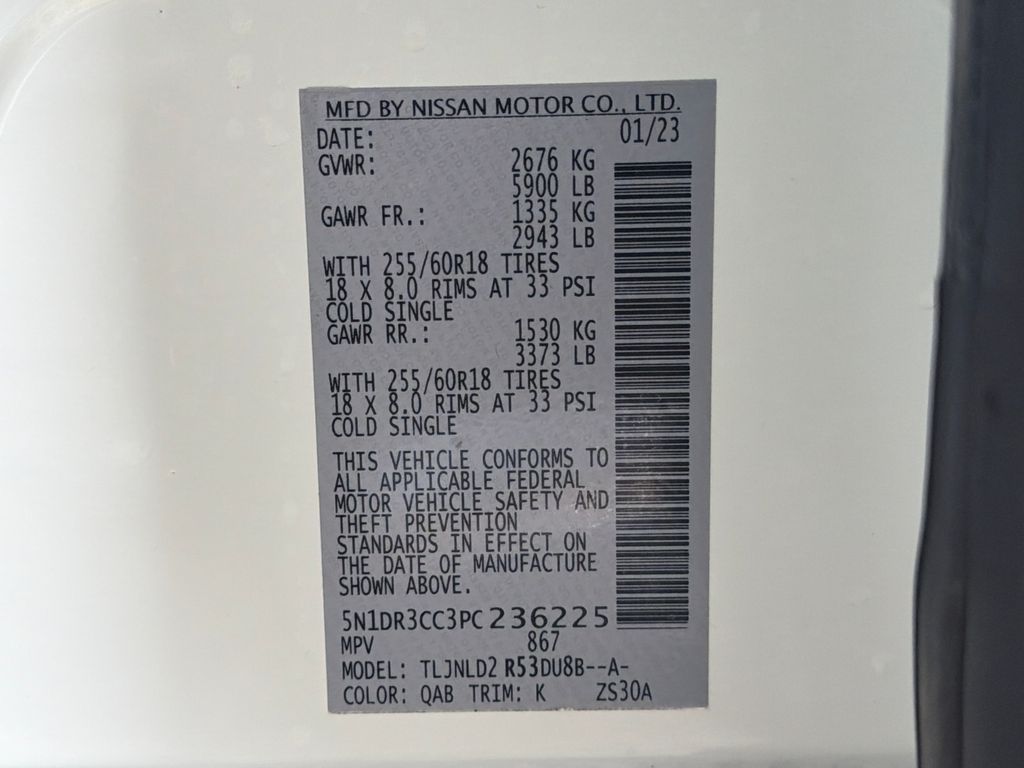 MFD BY NISSAN MOTOR CO., LTD.
DATE: 01/23
GVWR: 2676 KG
5900 LB
GAWR FR.: 1335 KG
2943 LB
WITH 255/60R18 TIRES
18 X 8.0 RIMS AT 33 PSI
COLD SINGLE
GAWR RR.: 1530 KG
3373 LB
WITH 255/60R18 TIRES
18 X 8.0 RIMS AT 33 PSI
COLD SINGLE
THIS VEHICLE CONFORMS TO
ALL APPLICABLE FEDERAL
MOTOR VEHICLE SAFETY AND
THEFT PREVENTION
STANDARDS IN EFFECT ON
THE DATE OF MANUFACTURE
SHOWN ABOVE.
5N1DR3CC3PC236225
MPV 867
MODEL: TLJNLD2 R53DU8B--A-
COLOR: QAB TRIM: K ZS30A